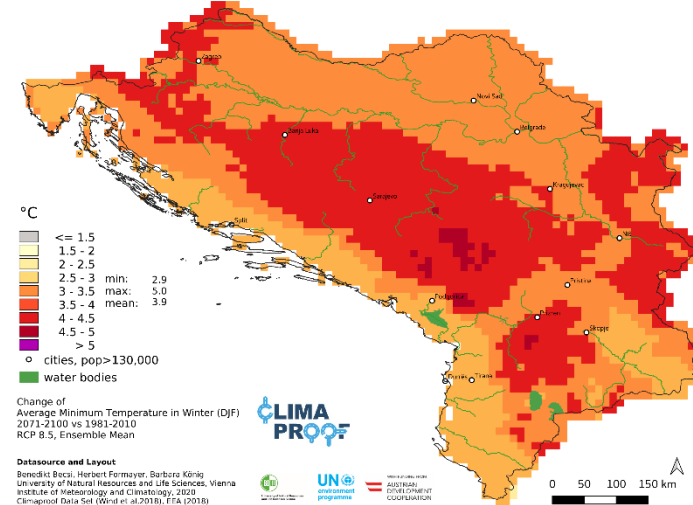 Zagreb
Novi Sad
Belgrade
Banja Luka
Kragujevac
Sarajevo
Split
Niš
Pristina
Podgorica
Prizren
Skopje
Durrës
Tirana
°C
<= 1.5
1.5 - 2
2 - 2.5
2.5 - 3
3 - 3.5
3.5 - 4
4 - 4.5
4.5 - 5
> 5
min: 2.9
max: 5.0
mean: 3.9
cities, pop>130,000
water bodies
Change of
Average Minimum Temperature in Winter (DJF)
2071-2100 vs 1981-2010
RCP 8.5, Ensemble Mean
CLIMA
PROOF
Datasource and Layout
Benedikt Becsi, Herbert Formayer, Barbara König
University of Natural Resources and Life Sciences, Vienna
Institute of Meteorology and Climatology, 2020
Climaproof Data Set (Wind et al.2018), EEA (2018)
UN
environment
programme
AUSTRIAN
DEVELOPMENT
COOPERATION
0 50 100 150 km